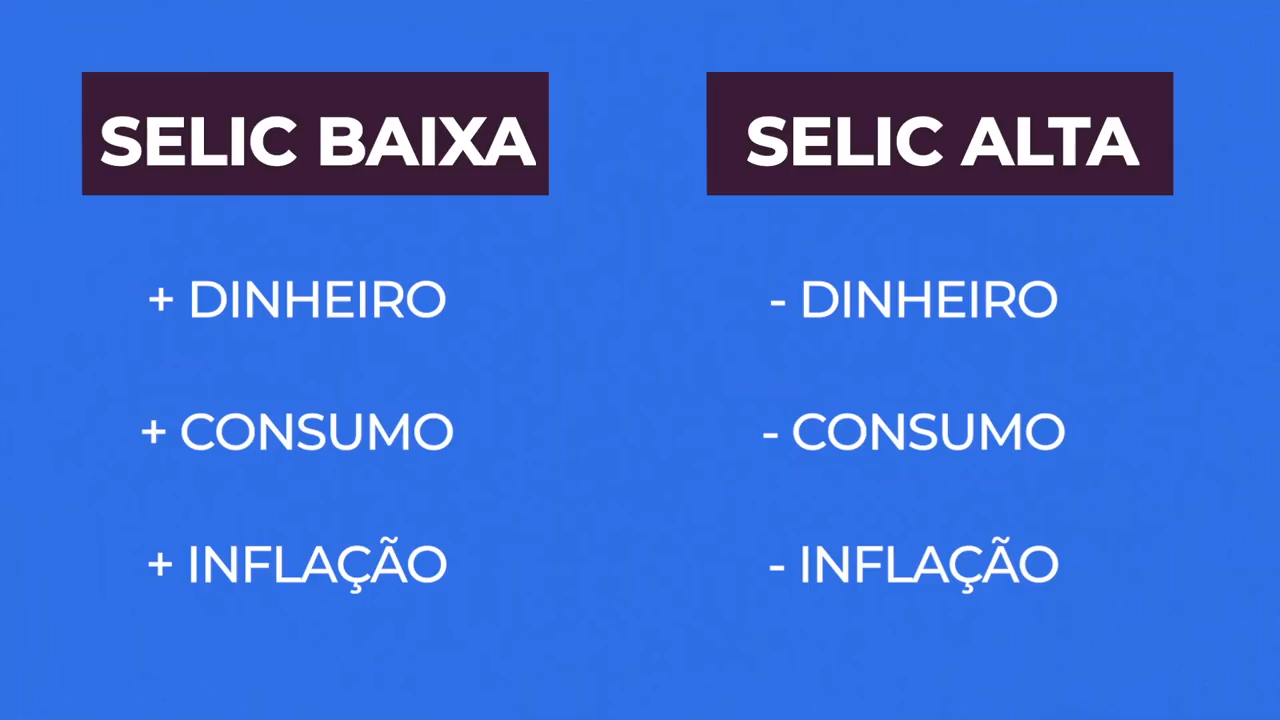 SELIC BAIXA
+ DINHEIRO
+ CONSUMO
+ INFLAÇÃO
SELIC ALTA
- DINHEIRO
- CONSUMO
- INFLAÇÃO